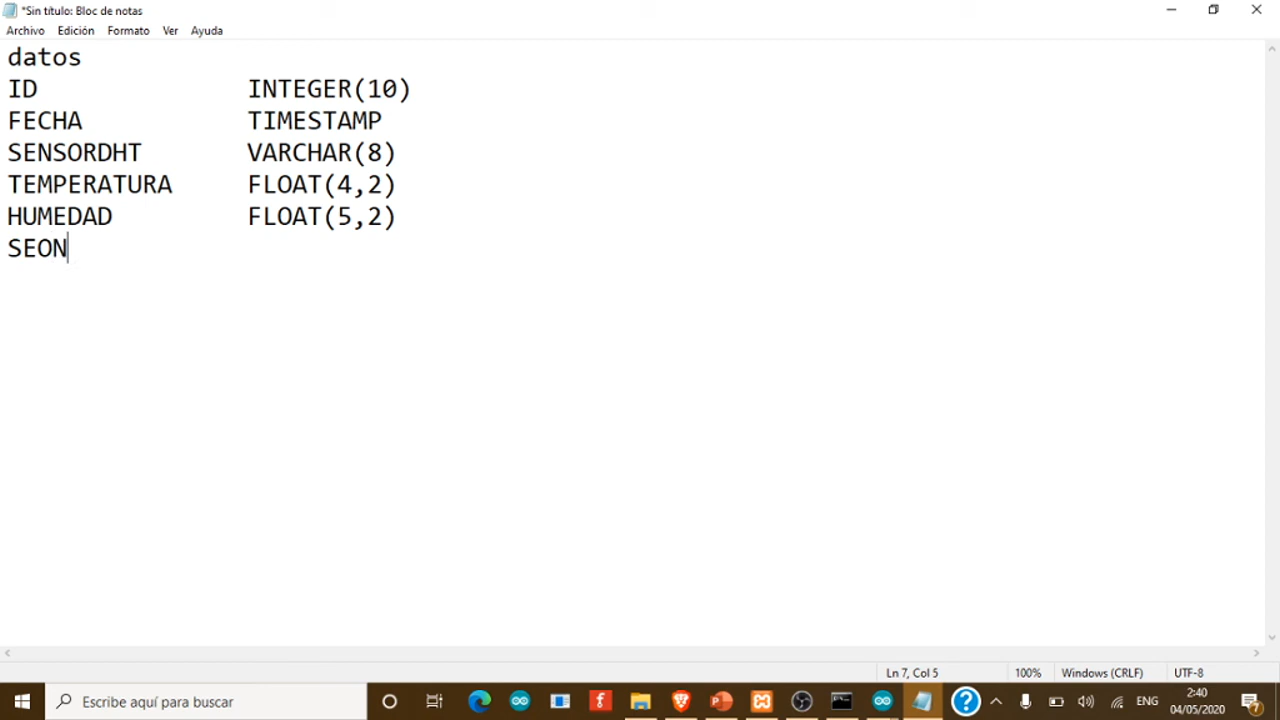 *Sin título: Bloc de notas
Archivo Edición Formato Ver Ayuda
datos
ID INTEGER(10)
FECHA TIMESTAMP
SENSORDHT VARCHAR(8)
TEMPERATURA FLOAT(4,2)
HUMEDAD FLOAT(5,2)
SEON
Ln 7, Col 5 100% Windows (CRLF) UTF-8
Escribe aquí para buscar ENG 2:40
04/05/2020 7